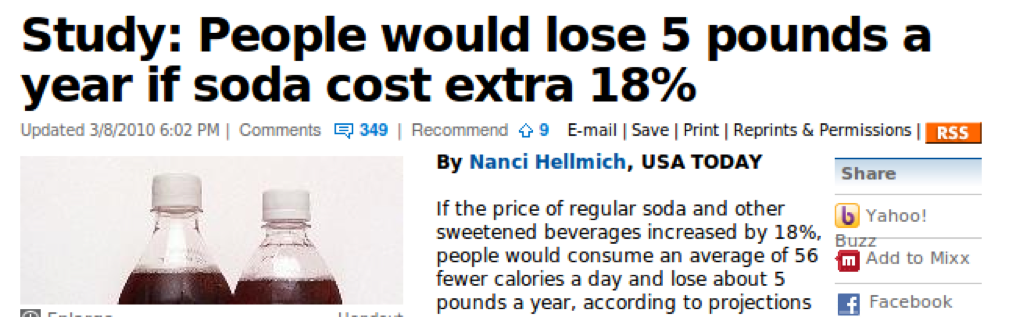 Study: People would lose 5 pounds a
year if soda cost extra 18%
Updated 3/8/2010 6:02 PM | Comments 349 | Recommend 9 E-mail | Save | Print | Reprints & Permissions | RSS
By Nanci Hellmich, USA TODAY
If the price of regular soda and other
sweetened beverages increased by 18%,
people would consume an average of 56
fewer calories a day and lose about 5
pounds a year, according to projections
Share
Yahoo!
Buzz
Add to Mixx
Facebook
Enlarge Handout